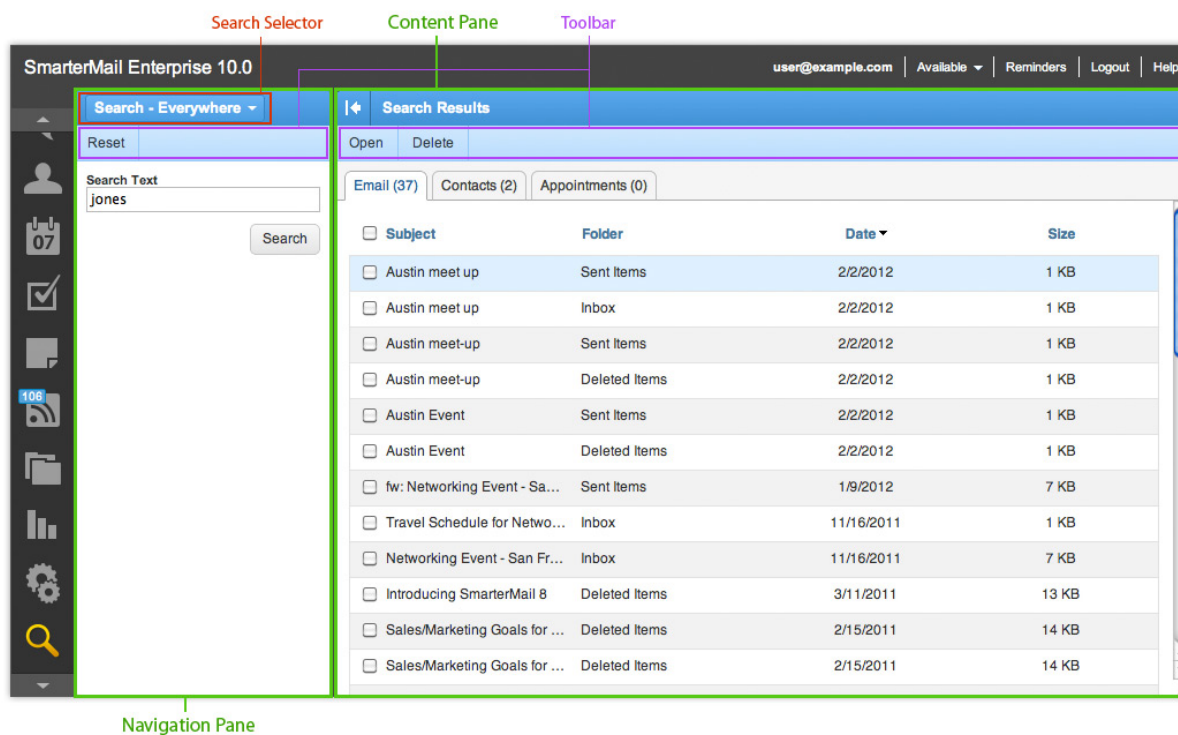 Search Selector Content Pane Toolbar
SmarterMail Enterprise 10.0 user@example.com Available Reminders Logout Help
Search - Everywhere Search Results
Reset Open Delete
Search Text
jones
Search
Email (37) Contacts (2) Appointments (0)
07
106
Subject Folder Date Size
Austin meet up Sent Items 2/2/2012 1 KB
Austin meet up Inbox 2/2/2012 1 KB
Austin meet-up Sent Items 2/2/2012 1 KB
Austin meet-up Deleted Items 2/2/2012 1 KB
Austin Event Sent Items 2/2/2012 1 KB
Austin Event Deleted Items 2/2/2012 1 KB
fw: Networking Event - Sa... Sent Items 1/9/2012 7 KB
Travel Schedule for Netwo... Inbox 11/16/2011 1 KB
Networking Event - San Fr... Inbox 11/16/2011 7 KB
Introducing SmarterMail 8 Deleted Items 3/11/2011 13 KB
Sales/Marketing Goals for ... Deleted Items 2/15/2011 14 KB
Sales/Marketing Goals for ... Deleted Items 2/15/2011 14 KB
Navigation Pane